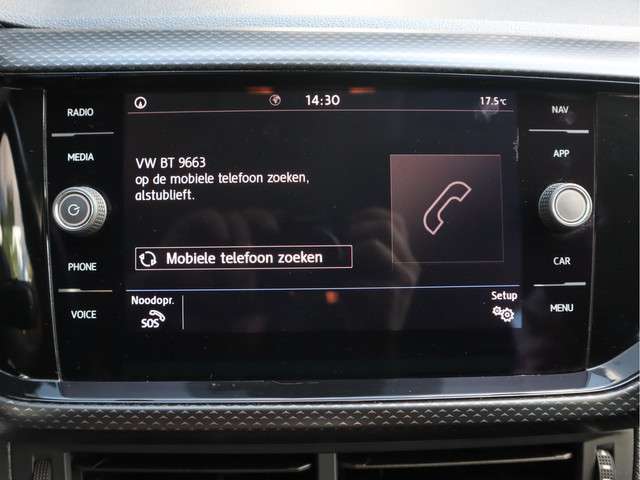 14:30
17.5°C
RADIO
MEDIA
PHONE
VOICE
VW BT 9663
op de mobiele telefoon zoeken,
alstublieft.
Mobiele telefoon zoeken
Noodopr.
SOS
Setup
NAV
APP
CAR
MENU